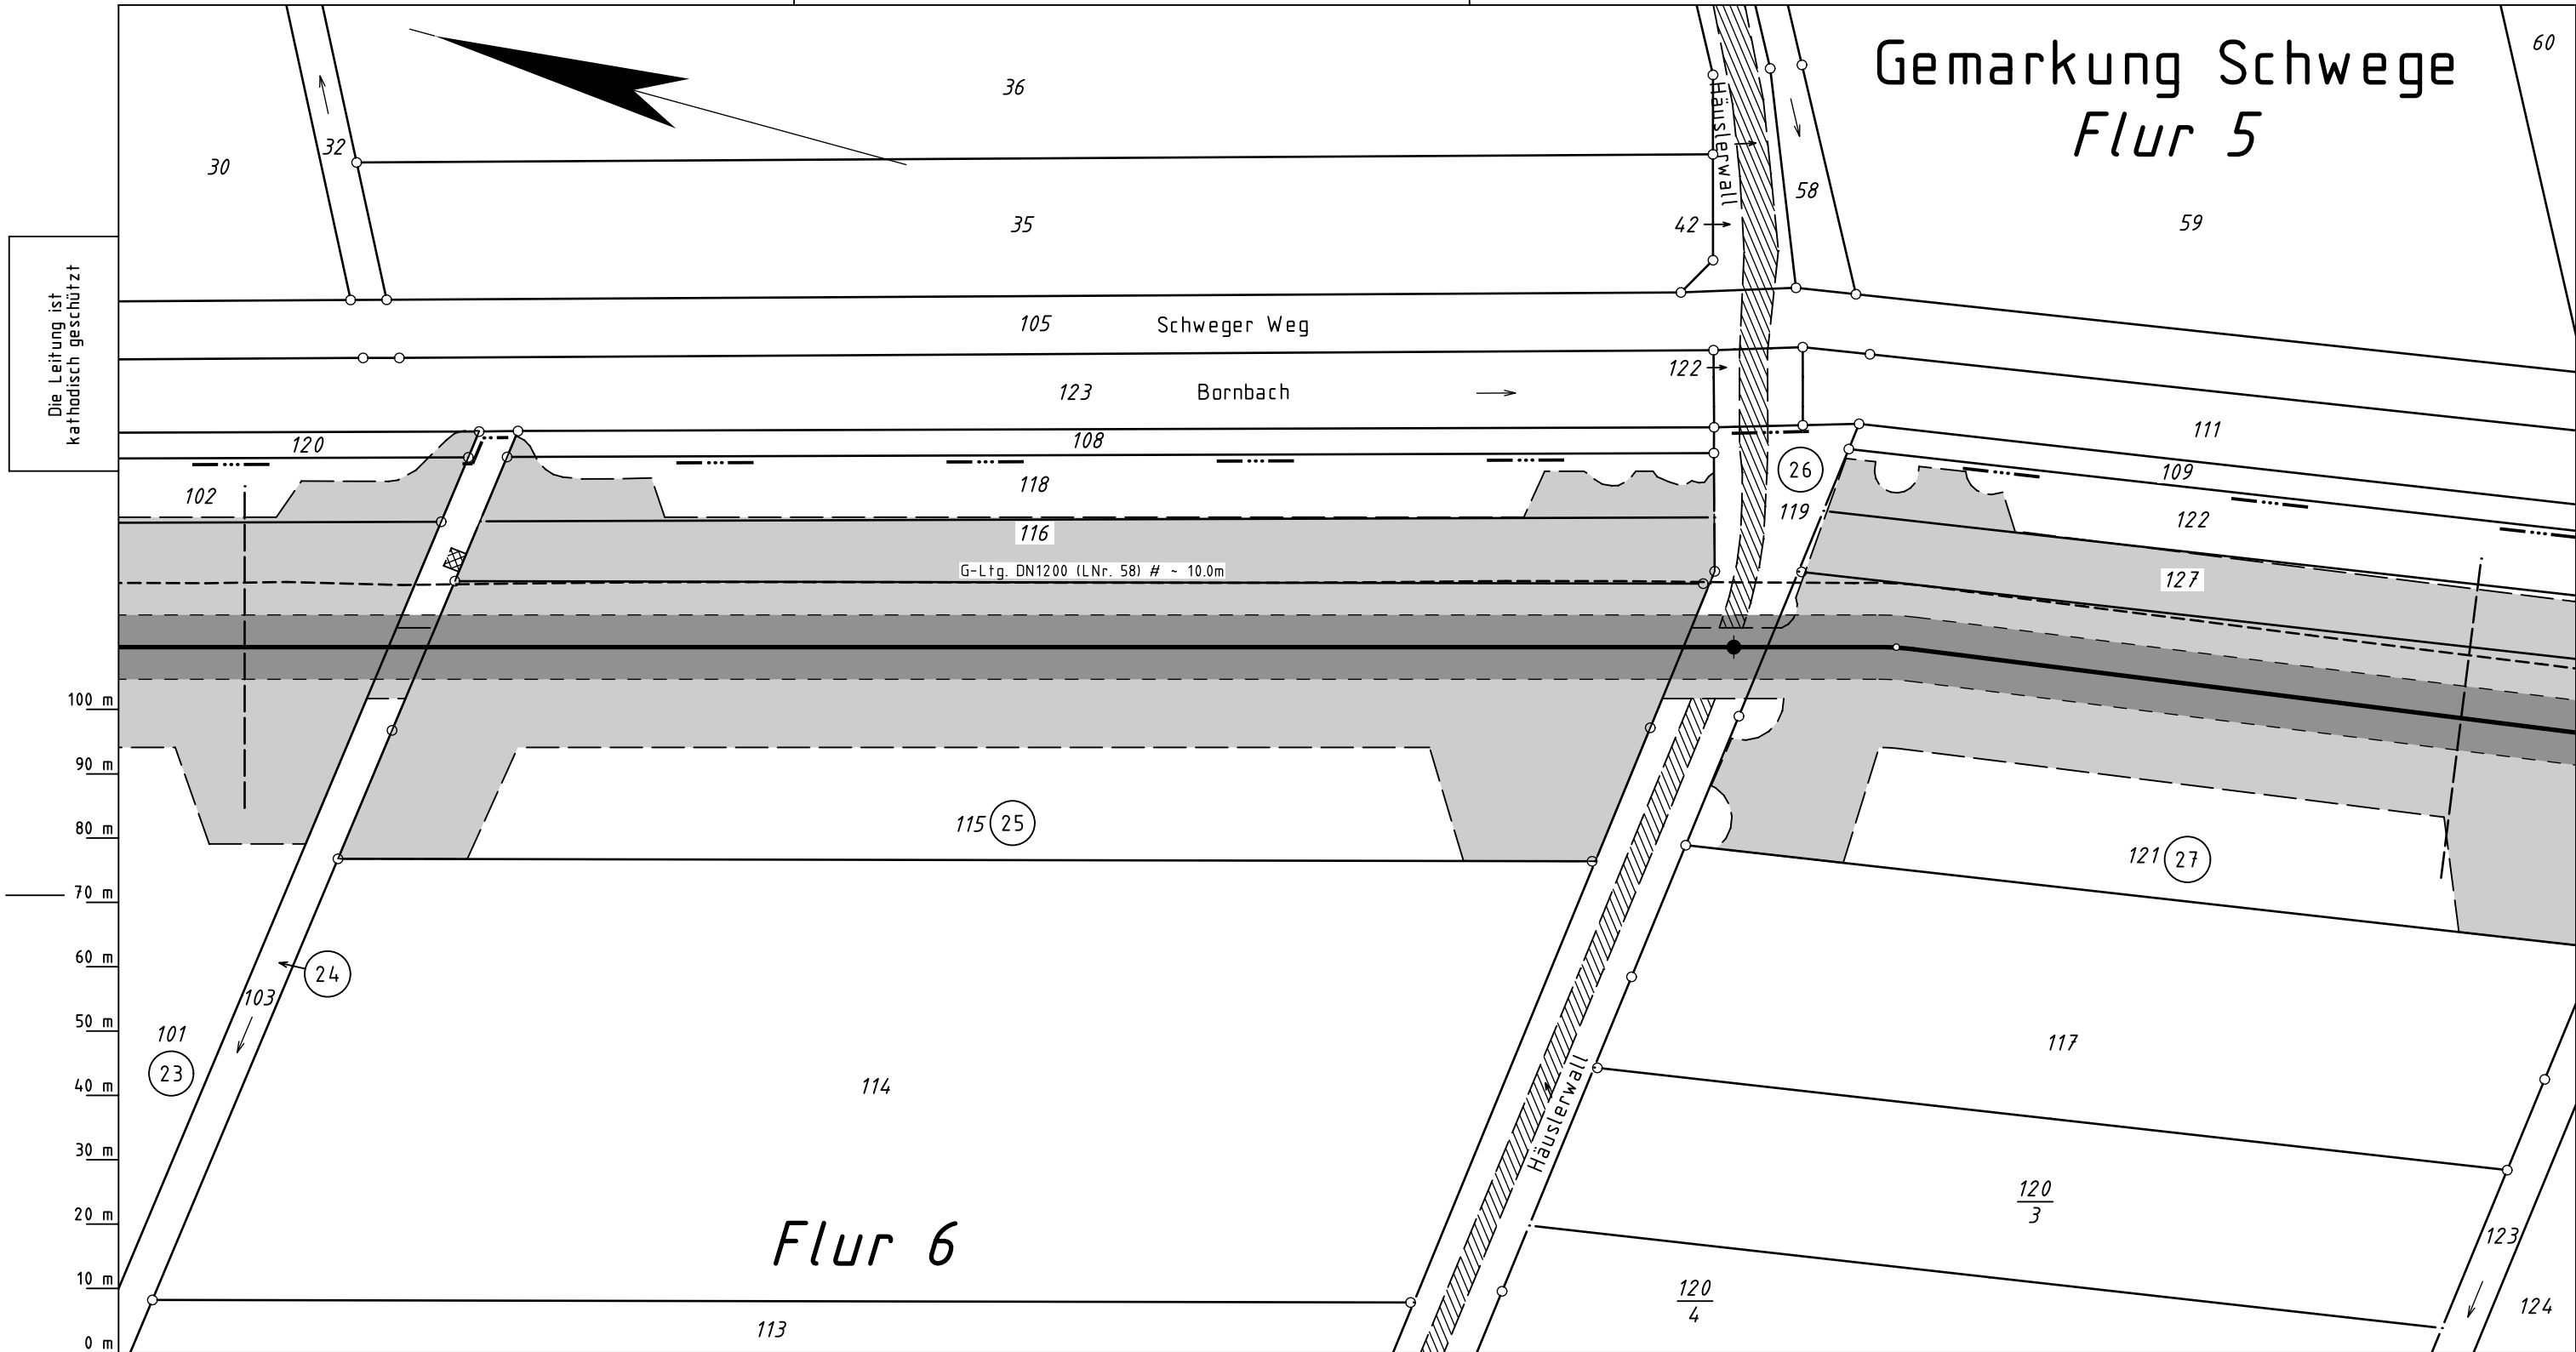 Gemarkung Schwege
Flur 5
60
36
32
30
Häuslerwall
58
35
42
59
Die Leitung ist
kathodisch geschützt
105
Schweger Weg
122
123
Bornbach
120
108
111
26
109
102
118
119
122
116
G-Ltg. DN1200 (LNr. 58) # ~ 10.0m
127
100 m
90 m
80 m
115
25
121
27
70 m
24
60 m
103
50 m
101
23
117
40 m
114
Häuslerwall
30 m
120
3
20 m
Flur 6
123
10 m
120
4
124
113
0 m